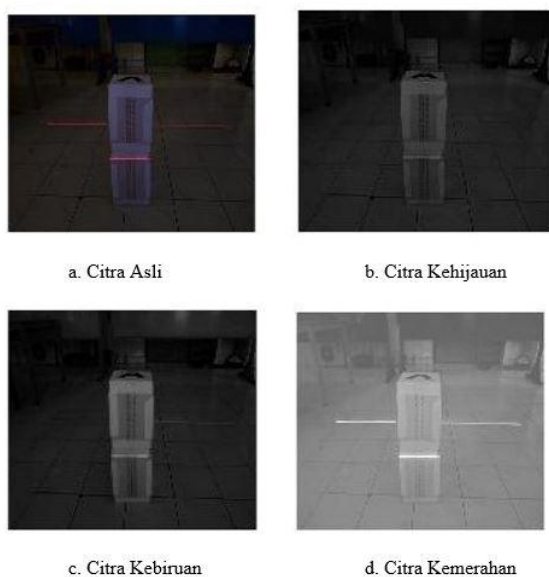 a. Citra Asli
b. Citra Kehijauan
c. Citra Kebiruan
d. Citra Kemerahan